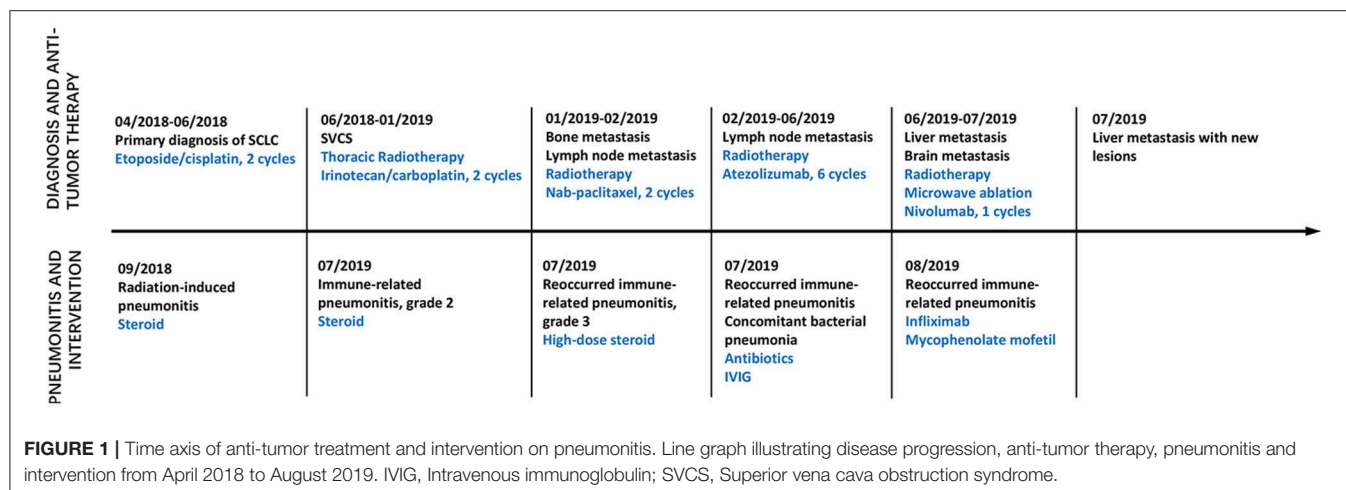 DIAGNOSIS AND ANTI-
TUMOR THERAPY
04/2018-06/2018
Primary diagnosis of SCLC
Etoposide/cisplatin, 2 cycles
06/2018-01/2019
SVCS
Thoracic Radiotherapy
Irinotecan/carboplatin, 2 cycles
01/2019-02/2019
Bone metastasis
Lymph node metastasis
Radiotherapy
Nab-paclitaxel, 2 cycles
02/2019-06/2019
Lymph node metastasis
Radiotherapy
Atezolizumab, 6 cycles
06/2019-07/2019
Liver metastasis
Brain metastasis
Radiotherapy
Microwave ablation
Nivolumab, 1 cycles
07/2019
Liver metastasis with new
lesions
PNEUMONITIS AND
INTERVENTION
09/2018
Radiation-induced
pneumonitis
Steroid
07/2019
Immune-related
pneumonitis, grade 2
Steroid
07/2019
Reoccurred immune-
related pneumonitis,
grade 3
High-dose steroid
07/2019
Reoccurred immune-
related pneumonitis
Concomitant bacterial
pneumonia
Antibiotics
IVIG
08/2019
Reoccurred immune-
related pneumonitis
Infliximab
Mycophenolate mofetil
FIGURE 1 | Time axis of anti-tumor treatment and intervention on pneumonitis. Line graph illustrating disease progression, anti-tumor therapy, pneumonitis and
intervention from April 2018 to August 2019. IVIG, Intravenous immunoglobulin; SVCS, Superior vena cava obstruction syndrome.